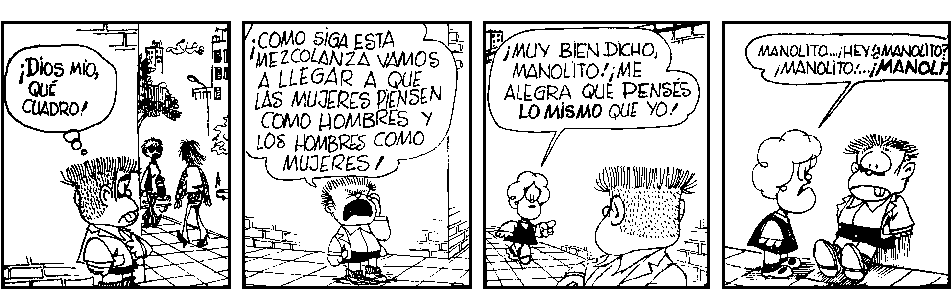 ¡DIOS MÍO,
QUÉ
CUADRO!
¡COMO SIGA ESTA
MEZCOLANZA VAMOS
A LLEGAR A QUE
LAS MUJERES PIENSEN
COMO HOMBRES Y
LOS HOMBRES COMO
MUJERES!
¡MUY BIEN DICHO,
MANOLITO! ¡ME
ALEGRA QUE PENSÉS
LO MISMO QUE YO!
MANOLITO...¡HEY! ¿MANOLITO?
¡MANOLITO!...¡MANOLI